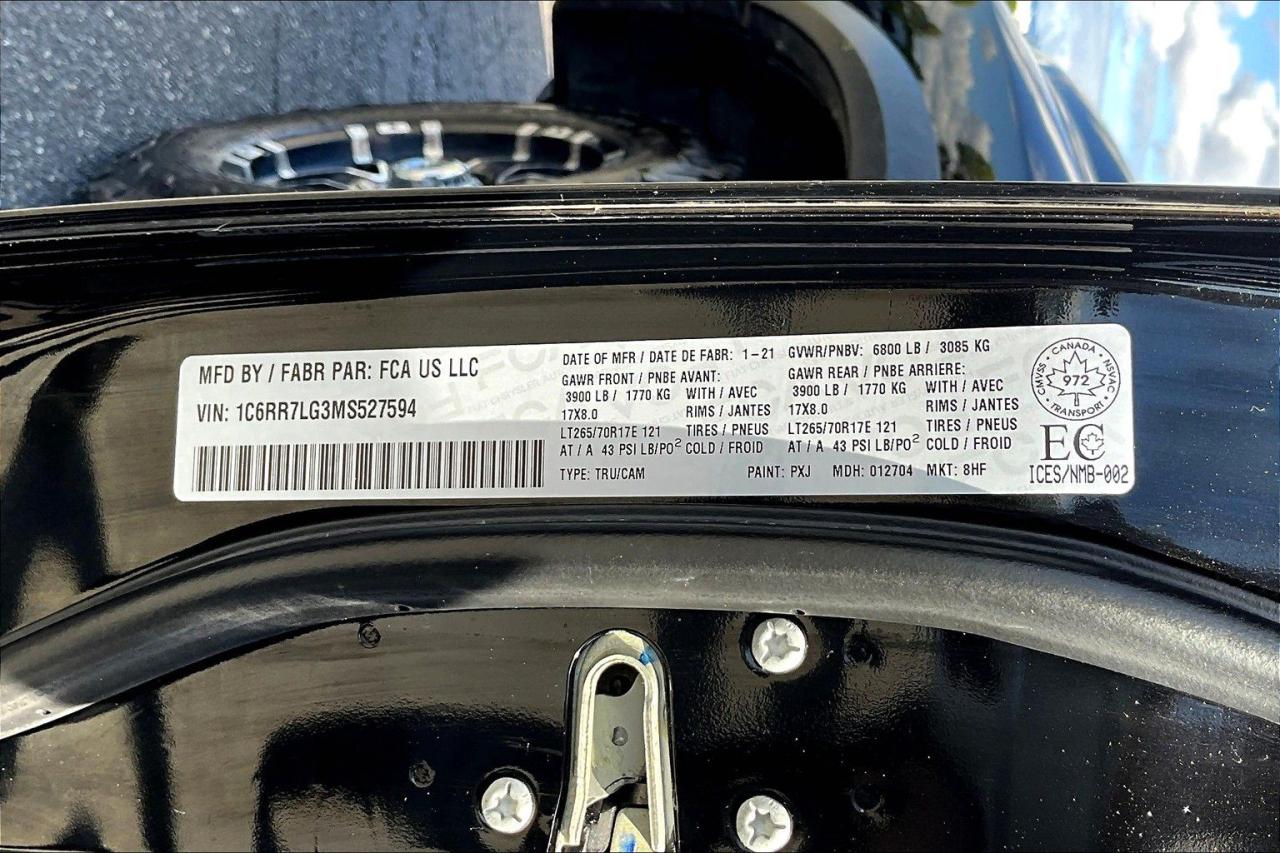 MFD BY / FABR PAR: FCA US LLC
VIN: 1C6RR7LG3MS527594
DATE OF MFR / DATE DE FABR: 1-21 GVWR/PNBV: 6800 LB / 3085 KG
GAWR FRONT / PNBE AVANT: GAWR REAR / PNBE ARRIERE:
3900 LB / 1770 KG WITH / AVEC 3900 LB / 1770 KG WITH / AVEC
17X8.0 RIMS / JANTES 17X8.0 RIMS / JANTES
LT265/70R17E 121 TIRES / PNEUS LT265/70R17E 121 TIRES / PNEUS
AT / A 43 PSI LB/PO² COLD / FROID AT / A 43 PSI LB/PO² COLD / FROID
TYPE: TRU/CAM PAINT: PXJ MDH: 012704 MKT: 8HF
CANADA
CMVSS 972 NSVAC
TRANSPORT
EC
ICES/NMB-002